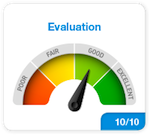 Evaluation
POOR
FAIR
GOOD
EXCELLENT
10/10